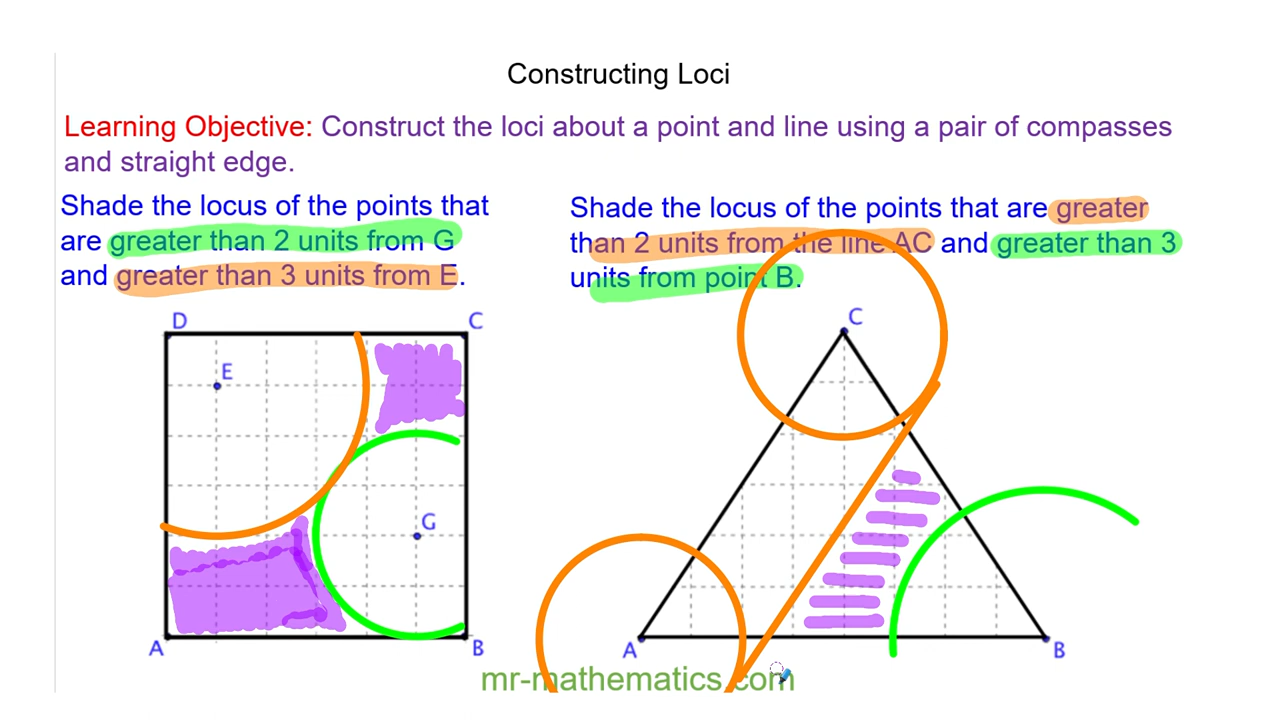 Constructing Loci
Learning Objective: Construct the loci about a point and line using a pair of compasses
and straight edge.
Shade the locus of the points that
are greater than 2 units from G
and greater than 3 units from E.
Shade the locus of the points that are greater
than 2 units from the line AC and greater than 3
units from point B.
D
C
E
G
A
B
C
A
B
mr-mathematics.com